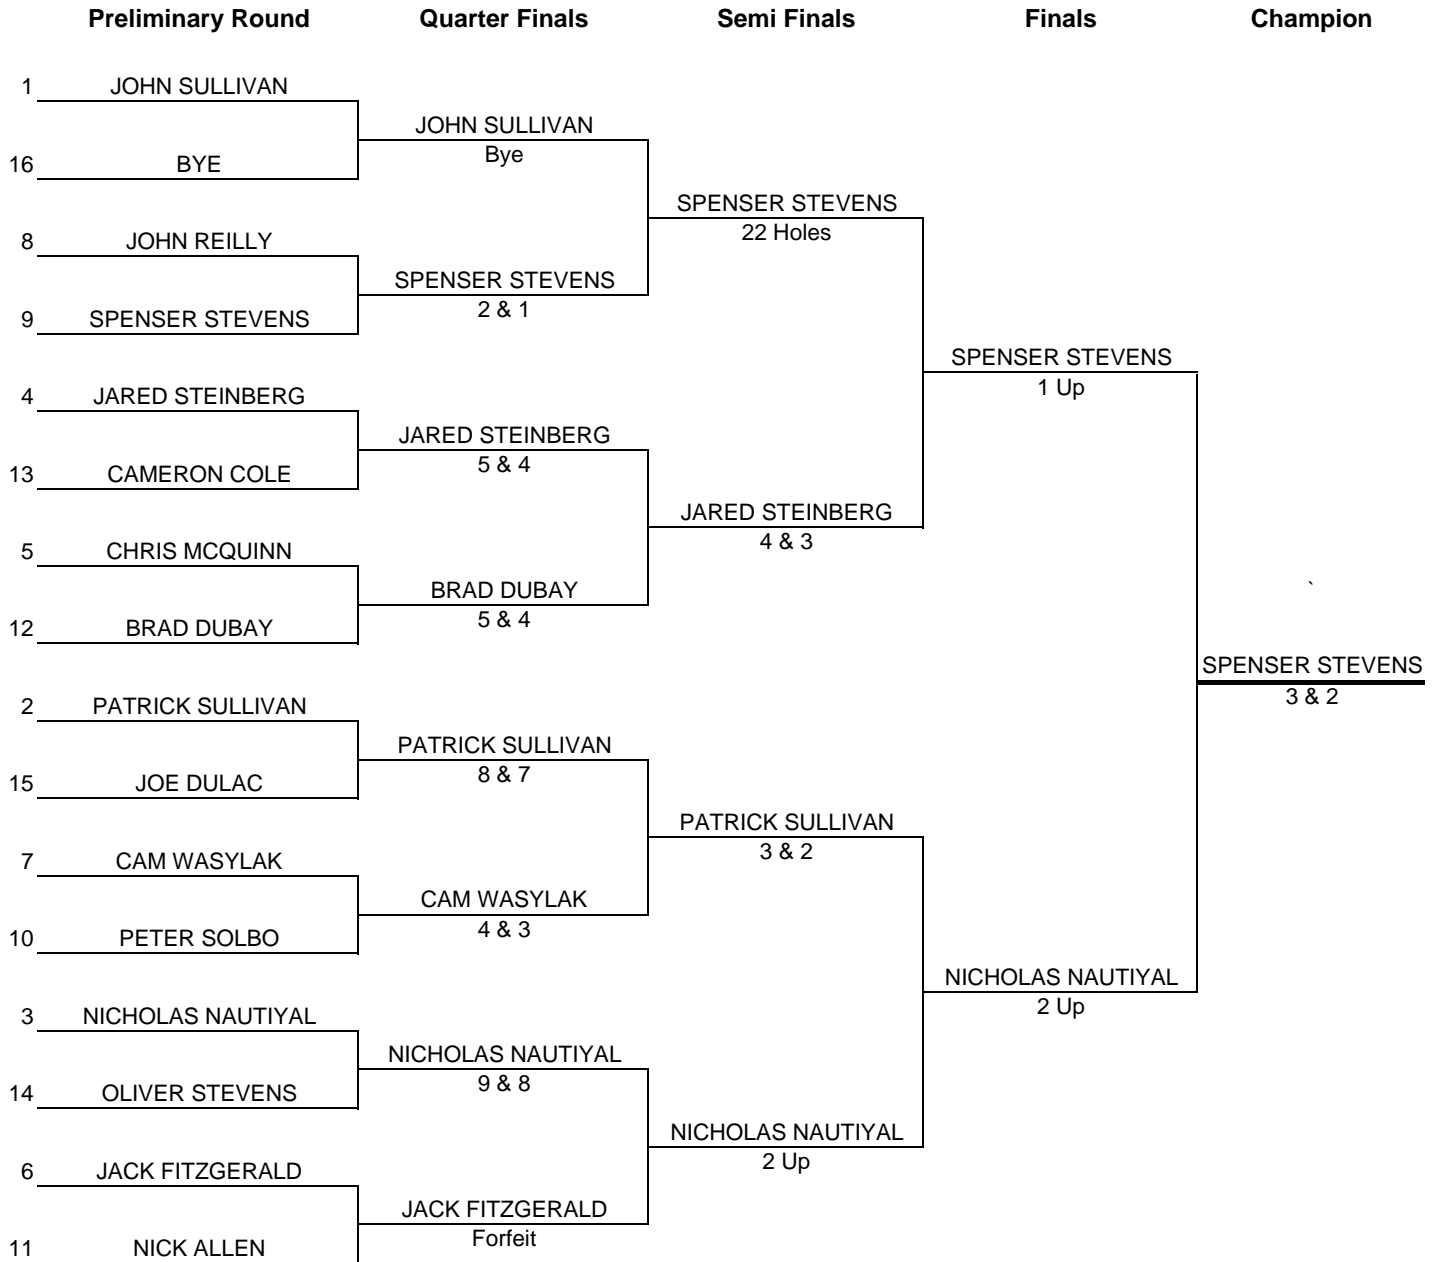 Preliminary Round Quarter Finals Semi Finals Finals Champion
1 JOHN SULLIVAN
JOHN SULLIVAN
Bye
16 BYE
SPENSER STEVENS
22 Holes
8 JOHN REILLY
SPENSER STEVENS
2 & 1
9 SPENSER STEVENS
SPENSER STEVENS
1 Up
4 JARED STEINBERG
JARED STEINBERG
5 & 4
13 CAMERON COLE
JARED STEINBERG
4 & 3
5 CHRIS MCQUINN
BRAD DUBAY
5 & 4
`
12 BRAD DUBAY
SPENSER STEVENS
3 & 2
2 PATRICK SULLIVAN
PATRICK SULLIVAN
8 & 7
15 JOE DULAC
PATRICK SULLIVAN
3 & 2
7 CAM WASYLAK
CAM WASYLAK
4 & 3
10 PETER SOLBO
NICHOLAS NAUTIYAL
2 Up
3 NICHOLAS NAUTIYAL
NICHOLAS NAUTIYAL
9 & 8
14 OLIVER STEVENS
NICHOLAS NAUTIYAL
2 Up
6 JACK FITZGERALD
JACK FITZGERALD
Forfeit
11 NICK ALLEN